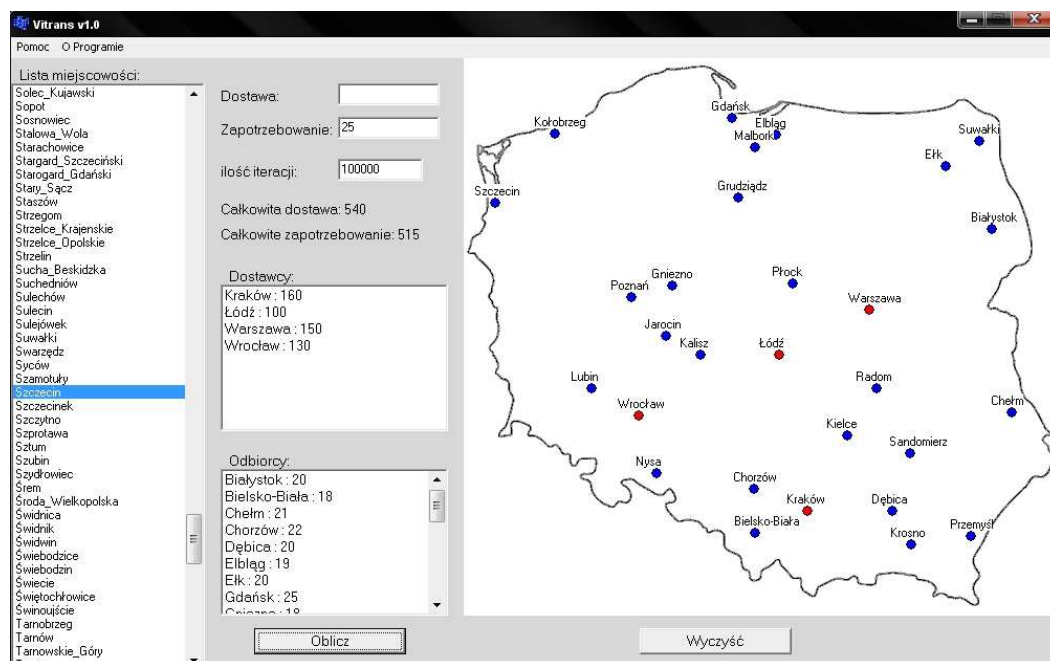 Vitrans v1.0
Pomoc O Programie
Lista miejscowości:
Solec_Kujawski
Sopot
Sosnowiec
Stalowa_Wola
Starachowice
Stargard_Szczeciński
Starogard_Gdański
Stary_Sącz
Staszów
Strzegom
Strzelce_Krajenskie
Strzelce_Opolskie
Strzelin
Sucha_Beskidzka
Suchedniów
Sulechów
Sulecin
Sulejówek
Suwałki
Swarzędz
Syców
Szamotuły
Szczecin
Szczecinek
Szczytno
Szprotawa
Sztum
Szubin
Szydłowiec
Śrem
Środa_Wielkopolska
Świdnica
Świdnik
Świdwin
Świebodzice
Świebodzin
Świecie
Świętochłowice
Świnoujście
Tarnobrzeg
Tarnów
Tarnowskie_Góry
Dostawa:
Zapotrzebowanie: 25
ilość iteracji: 100000
Całkowita dostawa: 540
Całkowite zapotrzebowanie: 515
Dostawcy:
Kraków : 160
Łódź : 100
Warszawa : 150
Wrocław : 130
Odbiorcy:
Białystok : 20
Bielsko-Biała : 18
Chełm : 21
Chorzów : 22
Dębica : 20
Elbląg : 19
Ełk : 20
Gdańsk : 25
Gniezno : 18
Oblicz
Wyczyść
Gdańsk
Kołobrzeg
Elbląg
Malbork
Suwałki
Ełk
Szczecin
Grudziądz
Białystok
Gniezno
Płock
Poznań
Warszawa
Jarocin
Kalisz
Łódź
Lubin
Radom
Wrocław
Chełm
Kielce
Sandomierz
Nysa
Chorzów
Kraków
Dębica
Bielsko-Biała
Krosno
Przemyśl